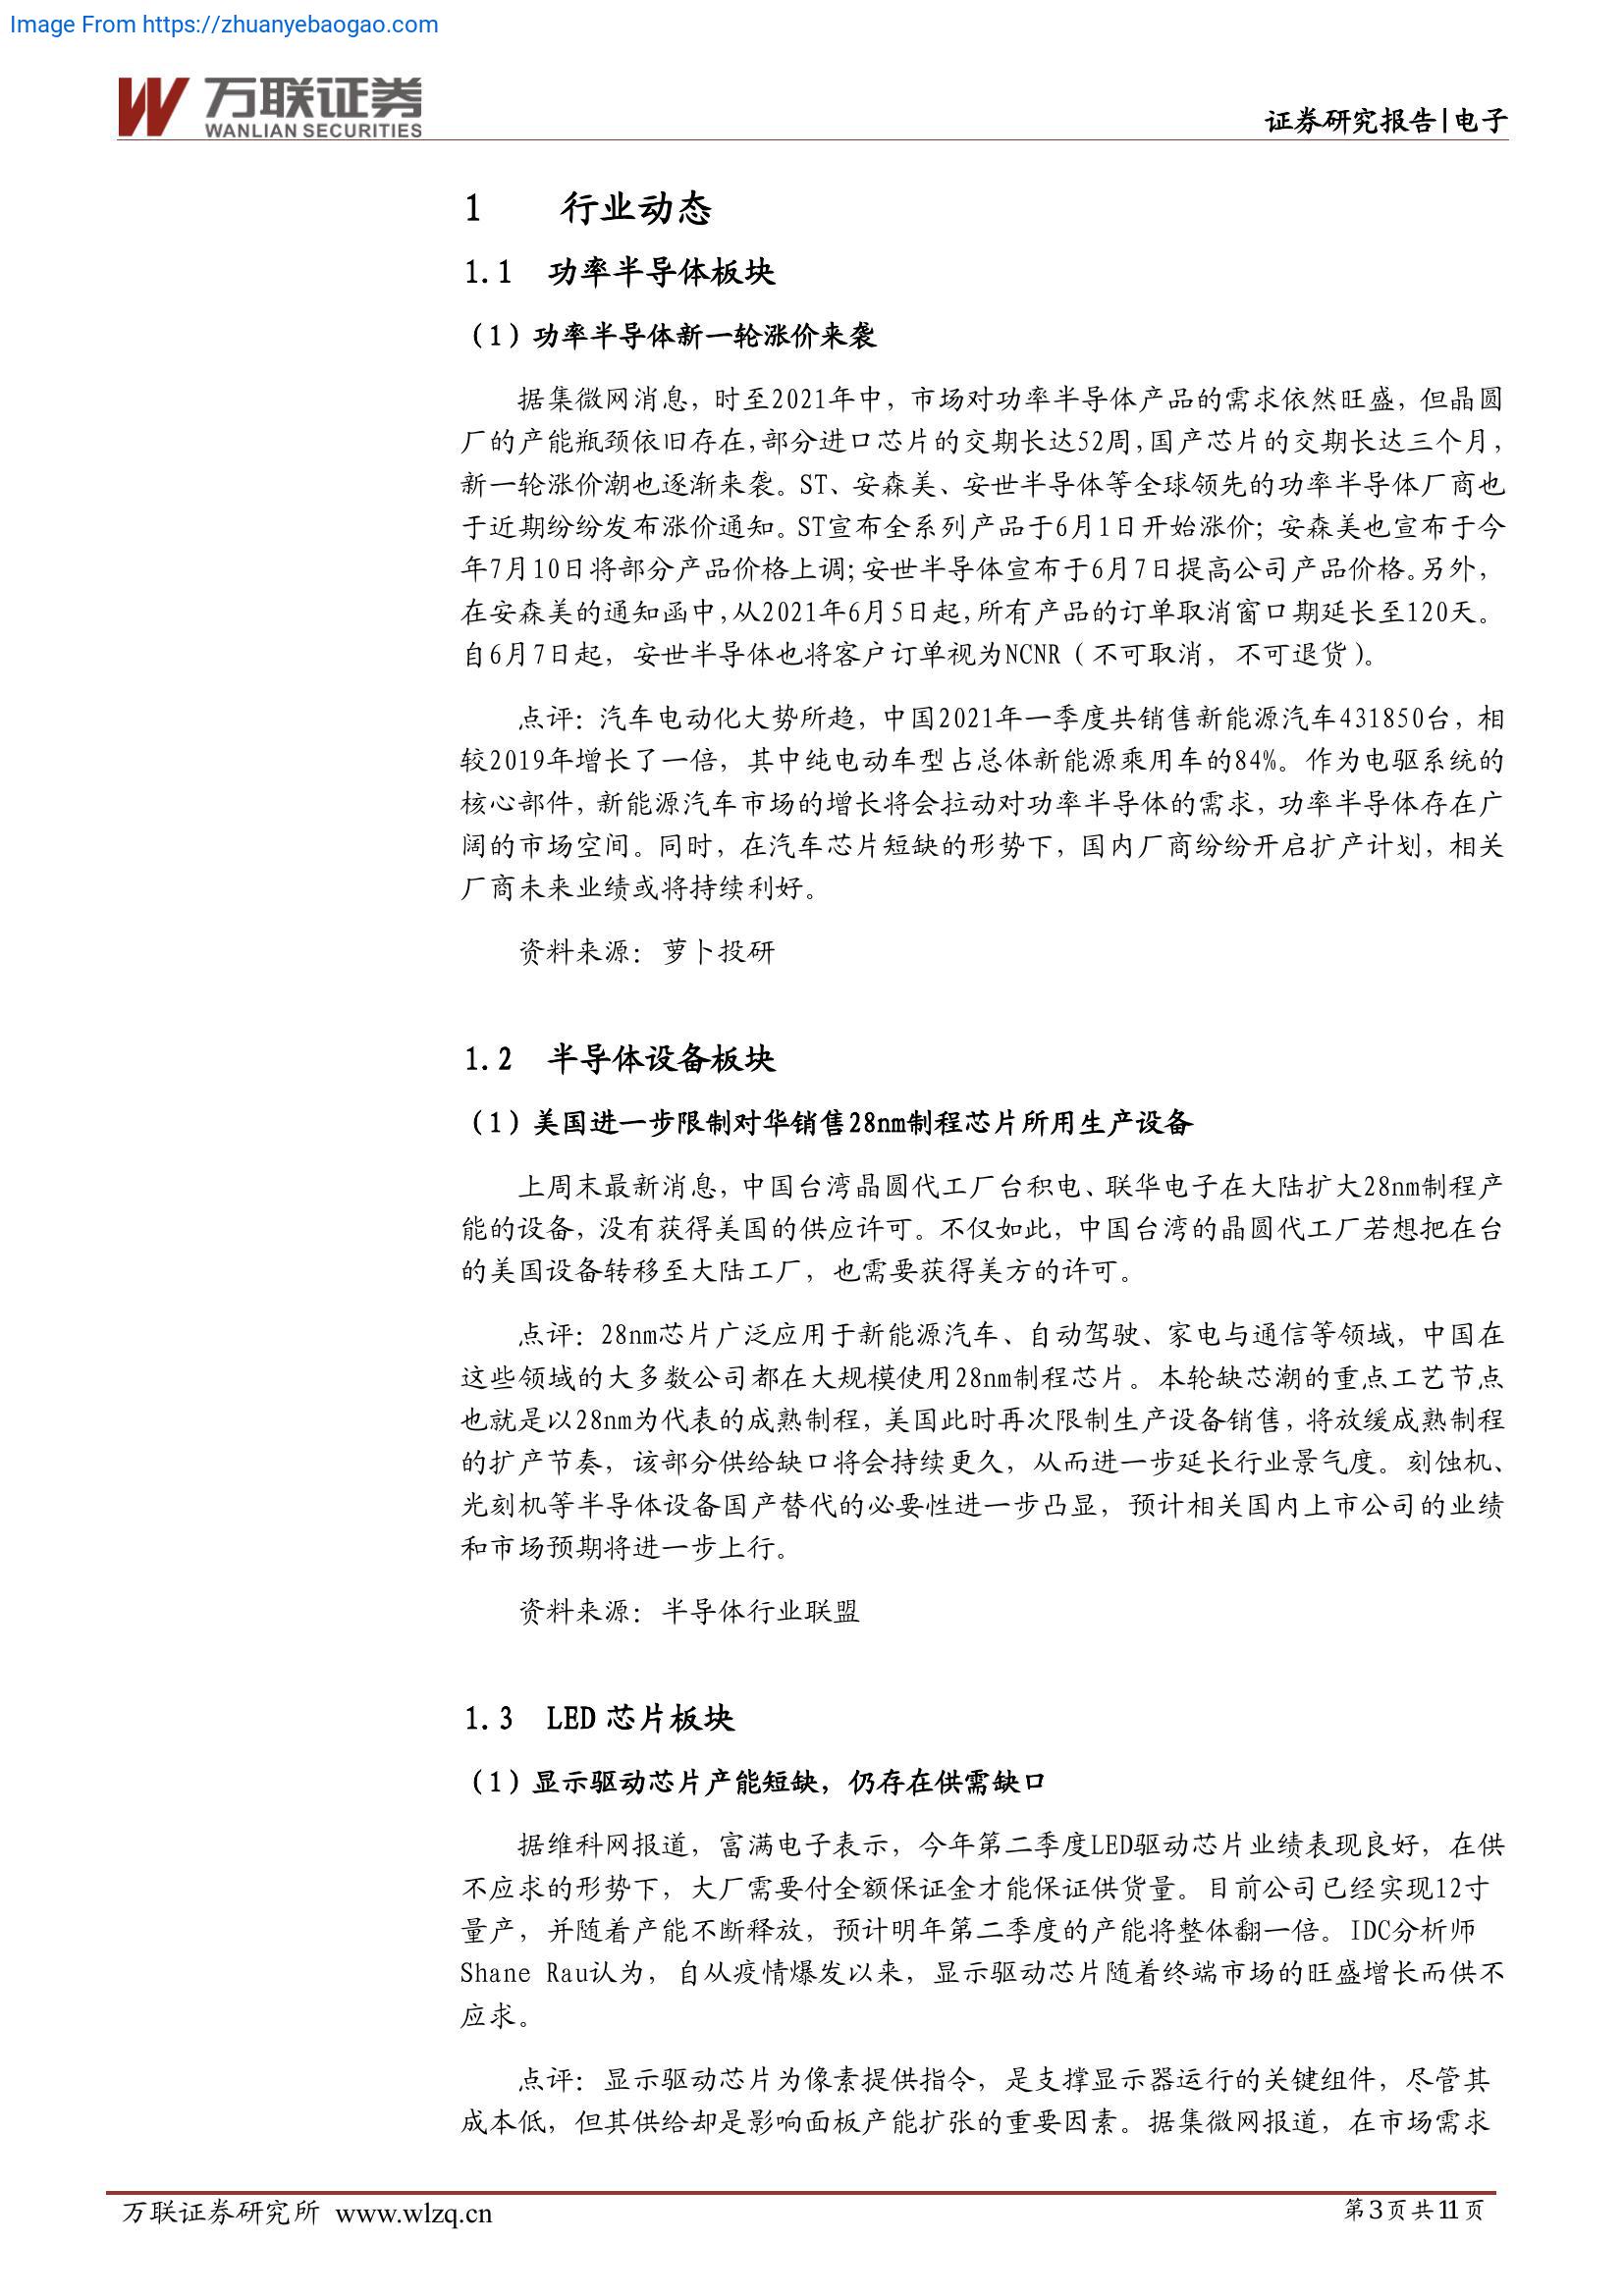 Image From https://zhuanyebaogao.com
万联证券
WANLIAN SECURITIES
证券研究报告|电子
1 行业动态
1.1 功率半导体板块
（1）功率半导体新一轮涨价来袭
据集微网消息，时至2021年中，市场对功率半导体产品的需求依然旺盛，但晶圆
厂的产能瓶颈依旧存在，部分进口芯片的交期长达52周，国产芯片的交期长达三个月，
新一轮涨价潮也逐渐来袭。ST、安森美、安世半导体等全球领先的功率半导体厂商也
于近期纷纷发布涨价通知。ST宣布全系列产品于6月1日开始涨价；安森美也宣布于今
年7月10日将部分产品价格上调；安世半导体宣布于6月7日提高公司产品价格。另外，
在安森美的通知函中，从2021年6月5日起，所有产品的订单取消窗口期延长至120天。
自6月7日起，安世半导体也将客户订单视为NCNR（不可取消，不可退货）。
点评：汽车电动化大势所趋，中国2021年一季度共销售新能源汽车431850台，相
较2019年增长了一倍，其中纯电动车型占总体新能源乘用车的84%。作为电驱系统的
核心部件，新能源汽车市场的增长将会拉动对功率半导体的需求，功率半导体存在广
阔的市场空间。同时，在汽车芯片短缺的形势下，国内厂商纷纷开启扩产计划，相关
厂商未来业绩或将持续利好。
资料来源：萝卜投研
1.2 半导体设备板块
（1）美国进一步限制对华销售28nm制程芯片所用生产设备
上周末最新消息，中国台湾晶圆代工厂台积电、联华电子在大陆扩大28nm制程产
能的设备，没有获得美国的供应许可。不仅如此，中国台湾的晶圆代工厂若想把在台
的美国设备转移至大陆工厂，也需要获得美方的许可。
点评：28nm芯片广泛应用于新能源汽车、自动驾驶、家电与通信等领域，中国在
这些领域的大多数公司都在大规模使用28nm制程芯片。本轮缺芯潮的重点工艺节点
也就是以28nm为代表的成熟制程，美国此时再次限制生产设备销售，将放缓成熟制程
的扩产节奏，该部分供给缺口将会持续更久，从而进一步延长行业景气度。刻蚀机、
光刻机等半导体设备国产替代的必要性进一步凸显，预计相关国内上市公司的业绩
和市场预期将进一步上行。
资料来源：半导体行业联盟
1.3 LED 芯片板块
（1）显示驱动芯片产能短缺，仍存在供需缺口
据维科网报道，富满电子表示，今年第二季度LED驱动芯片业绩表现良好，在供
不应求的形势下，大厂需要付全额保证金才能保证供货量。目前公司已经实现12寸
量产，并随着产能不断释放，预计明年第二季度的产能将整体翻一倍。IDC分析师
Shane Rau认为，自从疫情爆发以来，显示驱动芯片随着终端市场的旺盛增长而供不
应求。
点评：显示驱动芯片为像素提供指令，是支撑显示器运行的关键组件，尽管其
成本低，但其供给却是影响面板产能扩张的重要因素。据集微网报道，在市场需求
万联证券研究所 www.wlzq.cn
第3页共11页